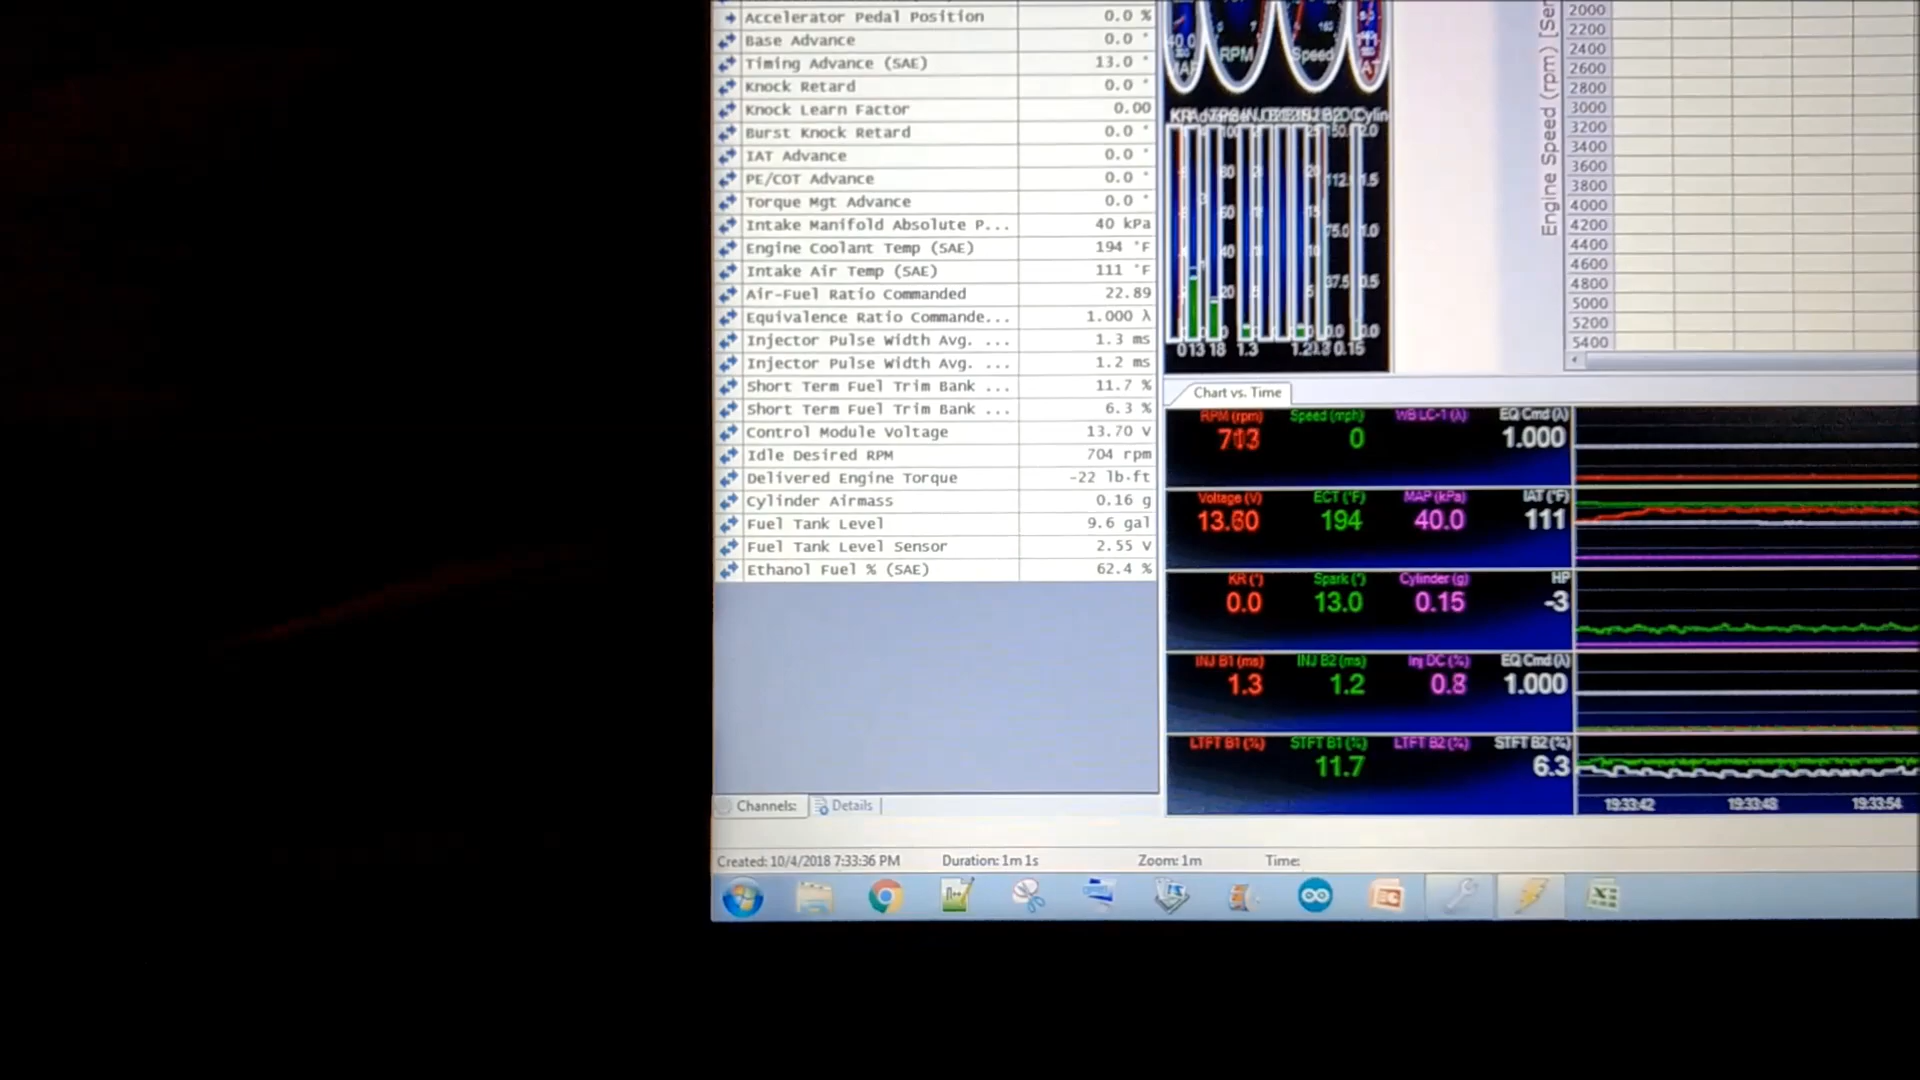 Accelerator Pedal Position 0.0 %
Base Advance 0.0 °
Timing Advance (SAE) 13.0 °
Knock Retard 0.0 °
Knock Learn Factor 0.00
Burst Knock Retard 0.0 °
IAT Advance 0.0 °
PE/COT Advance 0.0 °
Torque Mgt Advance 0.0 °
Intake Manifold Absolute P... 40 kPa
Engine Coolant Temp (SAE) 194 °F
Intake Air Temp (SAE) 111 °F
Air-Fuel Ratio Commanded 22.89
Equivalence Ratio Commande... 1.000 λ
Injector Pulse Width Avg. ... 1.3 ms
Injector Pulse Width Avg. ... 1.2 ms
Short Term Fuel Trim Bank ... 11.7 %
Short Term Fuel Trim Bank ... 6.3 %
Control Module Voltage 13.70 V
Idle Desired RPM 704 rpm
Delivered Engine Torque -22 lb·ft
Cylinder Airmass 0.16 g
Fuel Tank Level 9.6 gal
Fuel Tank Level Sensor 2.55 V
Ethanol Fuel % (SAE) 62.4 %
Channels: Details
Created: 10/4/2018 7:33:36 PM Duration: 1m 1s Zoom: 1m Time:
40.0 RPM Speed
0 13 18 1.3
Engine Speed (rpm)
2000
2200
2400
2600
2800
3000
3200
3400
3600
3800
4000
4200
4400
4600
4800
5000
5200
5400
Chart vs. Time
RPM (rpm) Speed (mph) WB LC-1 (λ) EQ Cmd (λ)
713 0 1.000
Voltage (V) ECT (°F) MAP (kPa) IAT (°F)
13.60 194 40.0 111
KR (°) Spark (°) Cylinder (g) HP
0.0 13.0 0.15 -3
INJ B1 (ms) INJ B2 (ms) Inj DC (%) EQ Cmd (λ)
1.3 1.2 0.8 1.000
LTFT B1 (%) STFT B1 (%) LTFT B2 (%) STFT B2 (%)
11.7 6.3
19:33:42 19:33:48 19:33:54